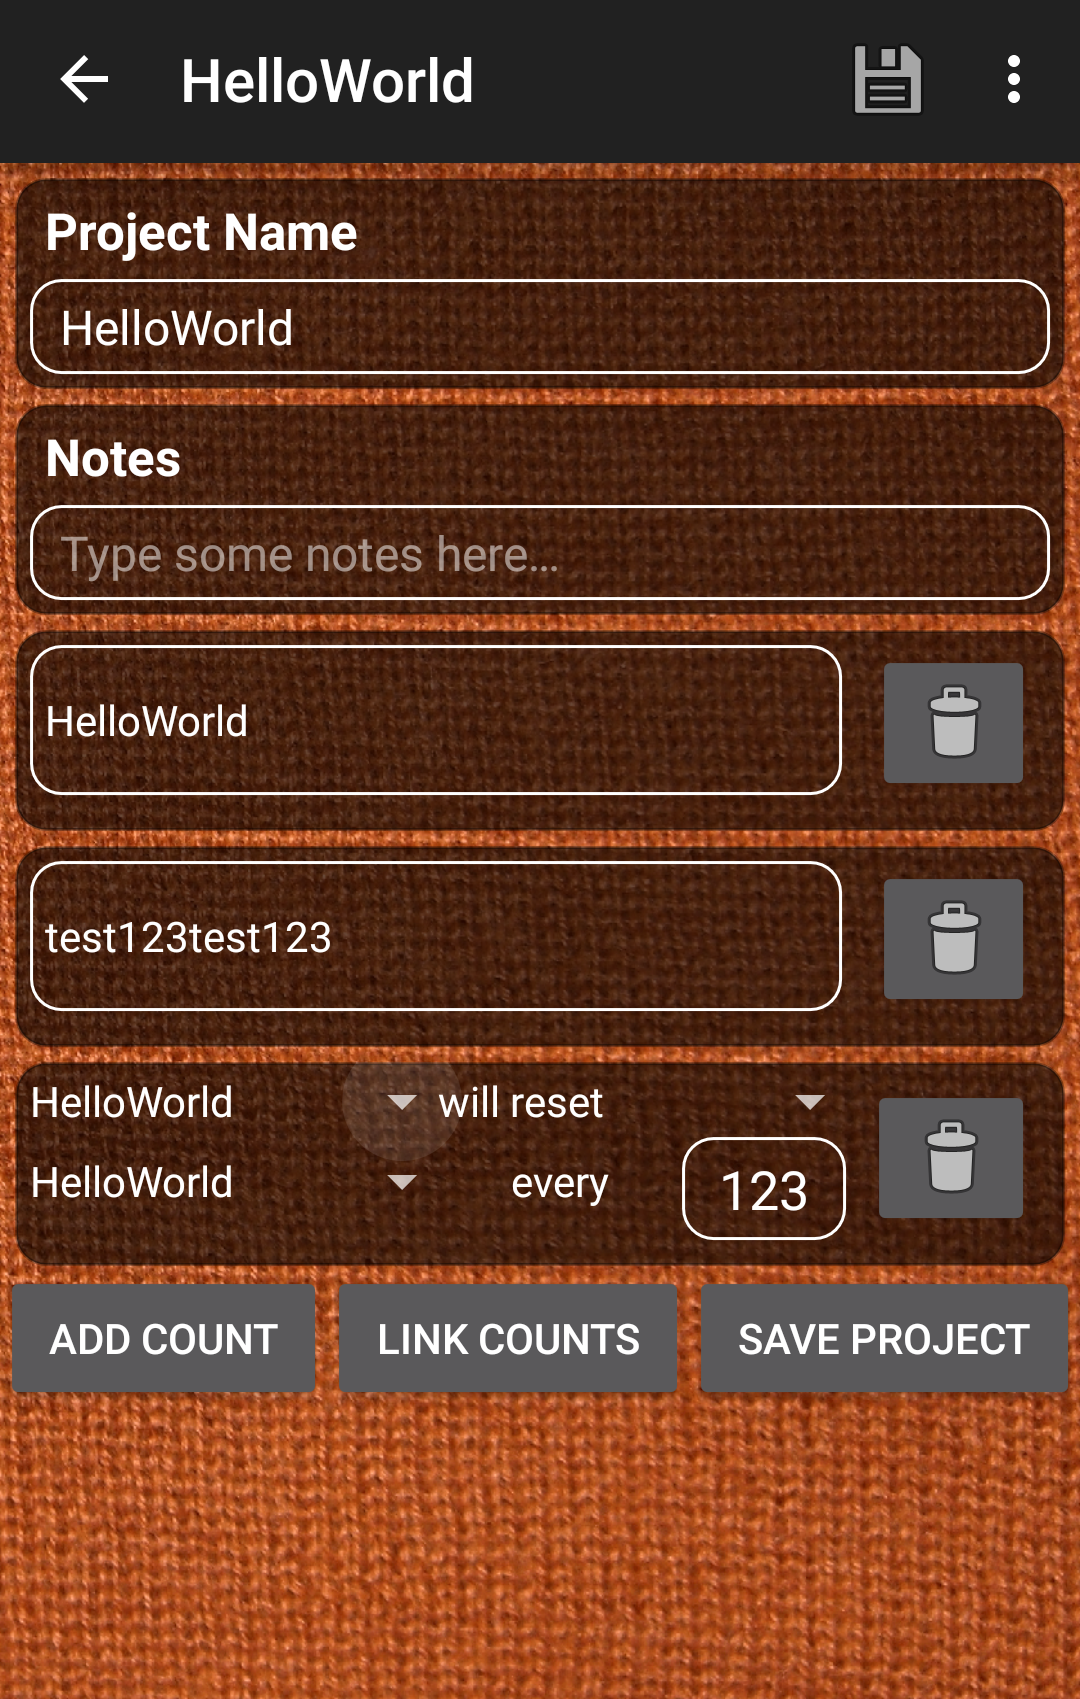 HelloWorld
Project Name
HelloWorld
Notes
Type some notes here...
HelloWorld
test123test123
HelloWorld will reset
HelloWorld every 123
ADD COUNT LINK COUNTS SAVE PROJECT